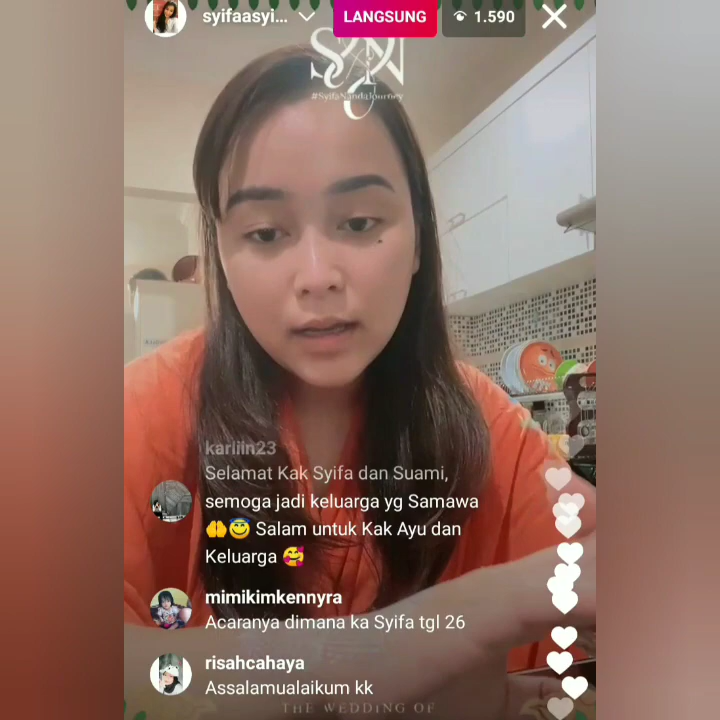 syifaasyi...
LANGSUNG
1.590
#SyifaNandaJourney
kariiin23
Selamat Kak Syifa dan Suami,
semoga jadi keluarga yg Samawa
🤲😇 Salam untuk Kak Ayu dan
Keluarga 🥰
mimikimkennyra
Acaranya dimana ka Syifa tgl 26
risahcahaya
Assalamualaikum kk
THE WEDDING OF